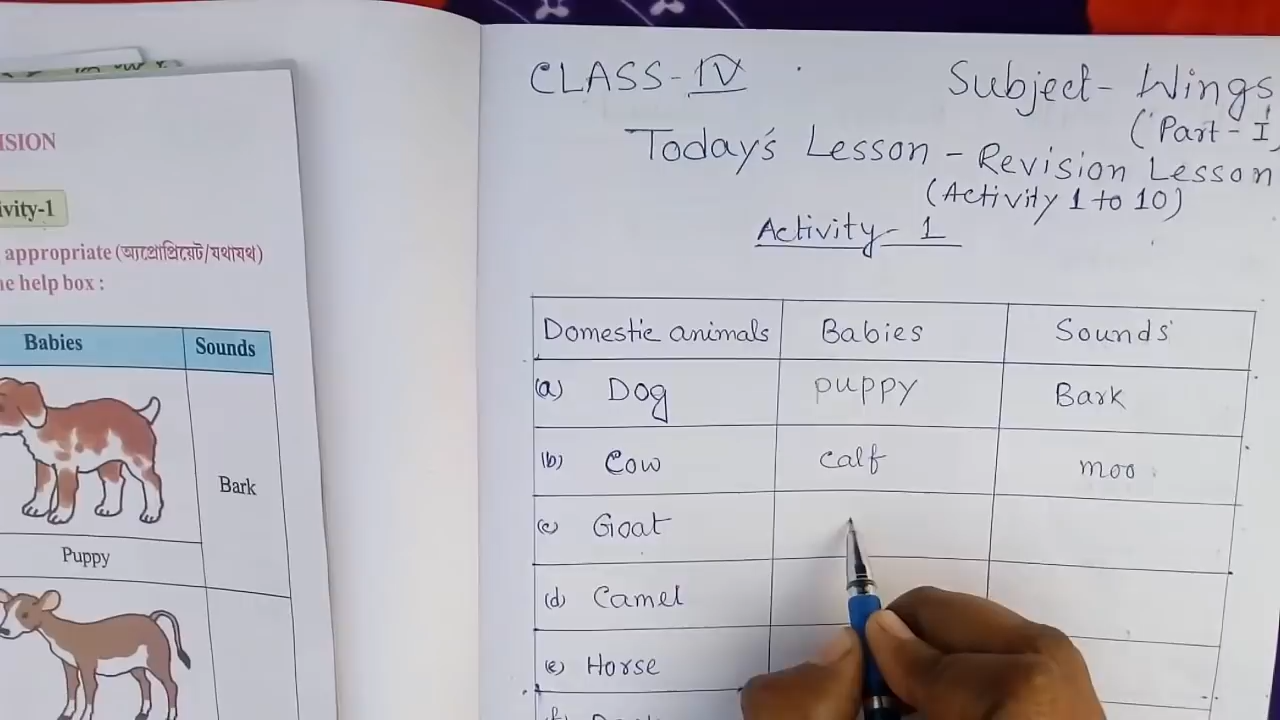 ISION
ivity-1
appropriate (অ্যাপ্রোপ্রিয়েট/যথাযথ)
ne help box :
Babies Sounds
Bark
Puppy
CLASS-IV
Subject- Wings
(Part-I)
Today's Lesson - Revision Lesson
(Activity 1 to 10)
Activity- 1
Domestic animals Babies Sounds
(a) Dog puppy Bark
(b) Cow calf moo
(c) Goat
(d) Camel
(e) Horse